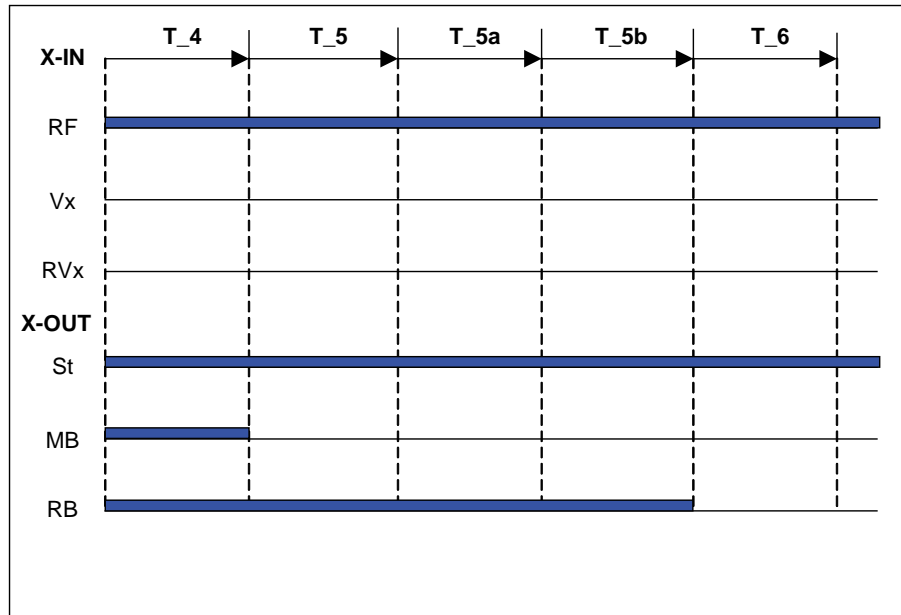 T_4 T_5 T_5a T_5b T_6
X-IN
RF
Vx
RVx
X-OUT
St
MB
RB